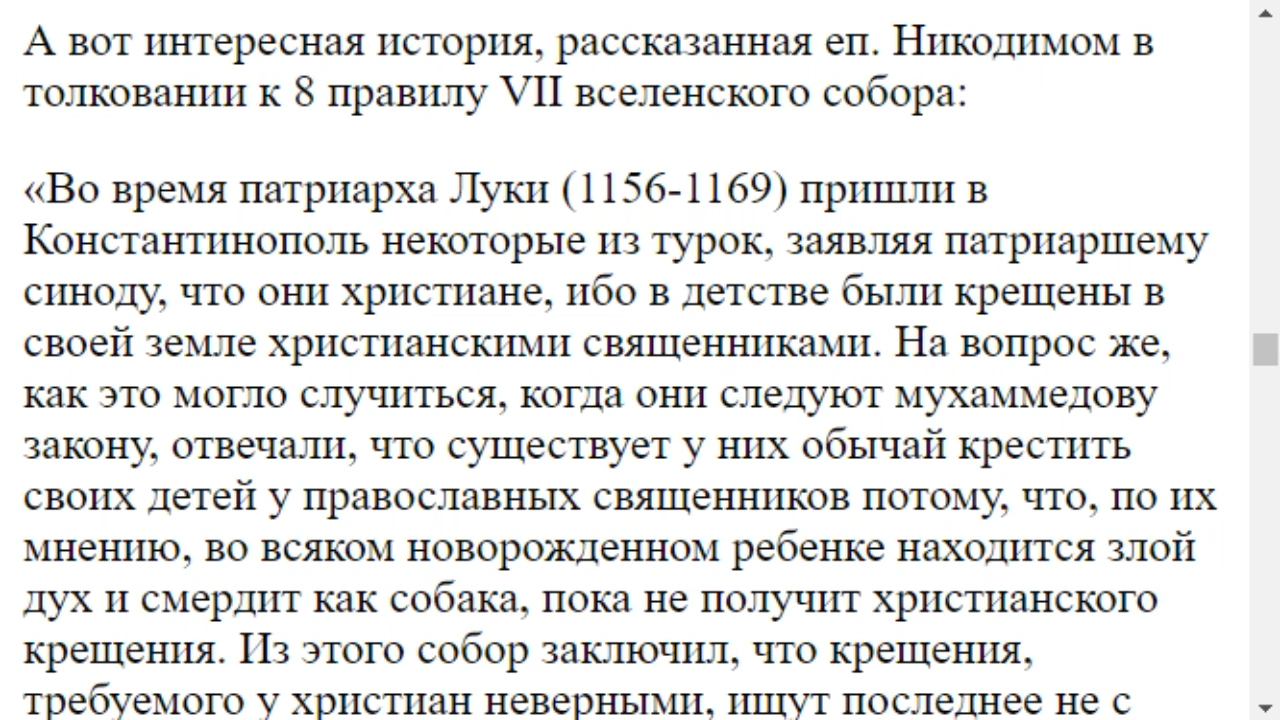 А вот интересная история, рассказанная еп. Никодимом в
толковании к 8 правилу VII вселенского собора:
«Во время патриарха Луки (1156-1169) пришли в
Константинополь некоторые из турок, заявляя патриаршему
синоду, что они христиане, ибо в детстве были крещены в
своей земле христианскими священниками. На вопрос же,
как это могло случиться, когда они следуют мухаммедову
закону, отвечали, что существует у них обычай крестить
своих детей у православных священников потому, что, по их
мнению, во всяком новорожденном ребенке находится злой
дух и смердит как собака, пока не получит христианского
крещения. Из этого собор заключил, что крещения,
требуемого у христиан неверными, ищут последнее не с